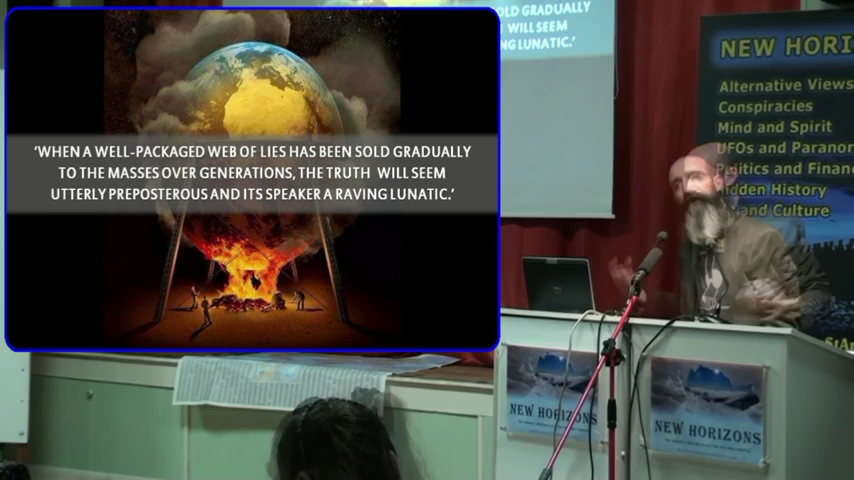 'WHEN A WELL-PACKAGED WEB OF LIES HAS BEEN SOLD GRADUALLY
TO THE MASSES OVER GENERATIONS, THE TRUTH WILL SEEM
UTTERLY PREPOSTEROUS AND ITS SPEAKER A RAVING LUNATIC.'
OLD GRADUALLY
WILL SEEM
NG LUNATIC.'
NEW HORI
Alternative Views
Conspiracies
Mind and Spirit
UFOs and Paranor
Politics and Financ
Hidden History
and Culture
NEW HORIZONS
NEW HORIZONS